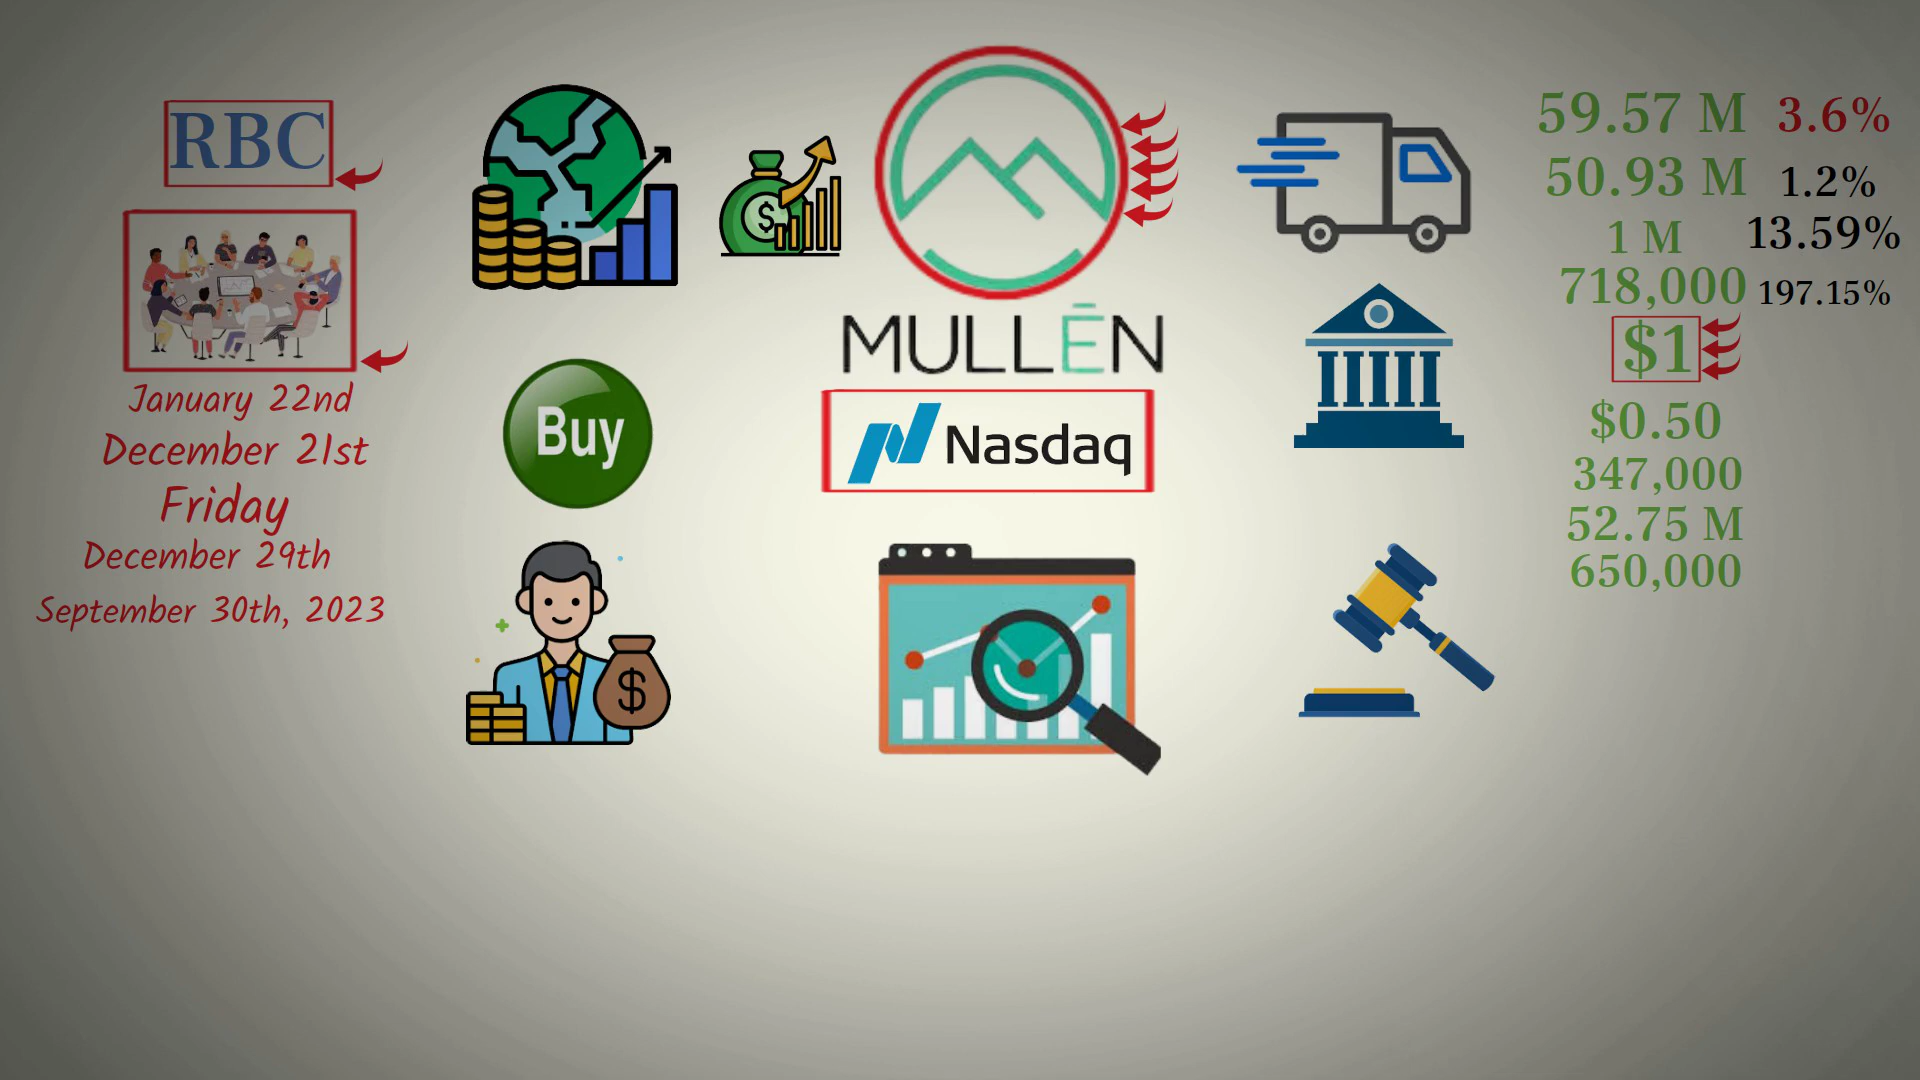 RBC
January 22nd
December 21st
Friday
December 29th
September 30th, 2023
$
Buy
$
MULLĒN
Nasdaq
59.57 M 3.6%
50.93 M 1.2%
1 M 13.59%
718,000 197.15%
$1
$0.50
347,000
52.75 M
650,000